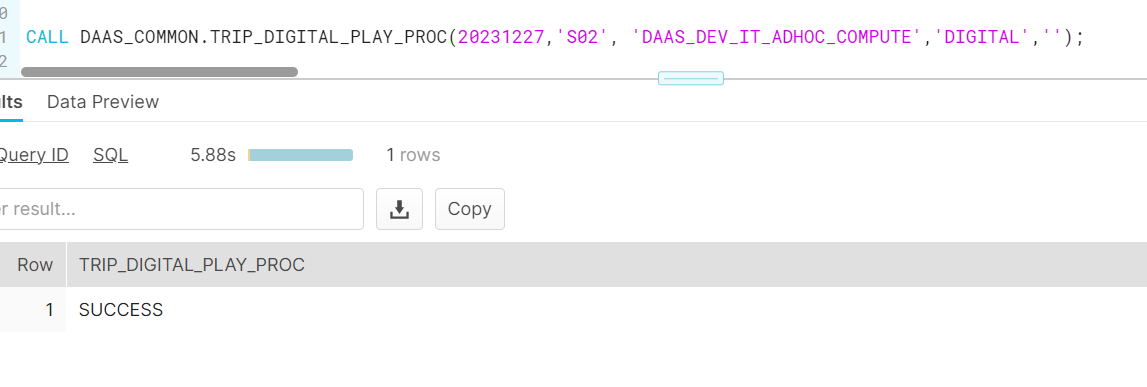 0
1 CALL DAAS_COMMON.TRIP_DIGITAL_PLAY_PROC(20231227,'S02', 'DAAS_DEV_IT_ADHOC_COMPUTE','DIGITAL','');
2
lts Data Preview
Query ID SQL 5.88s 1 rows
er result... Copy
Row TRIP_DIGITAL_PLAY_PROC
1 SUCCESS